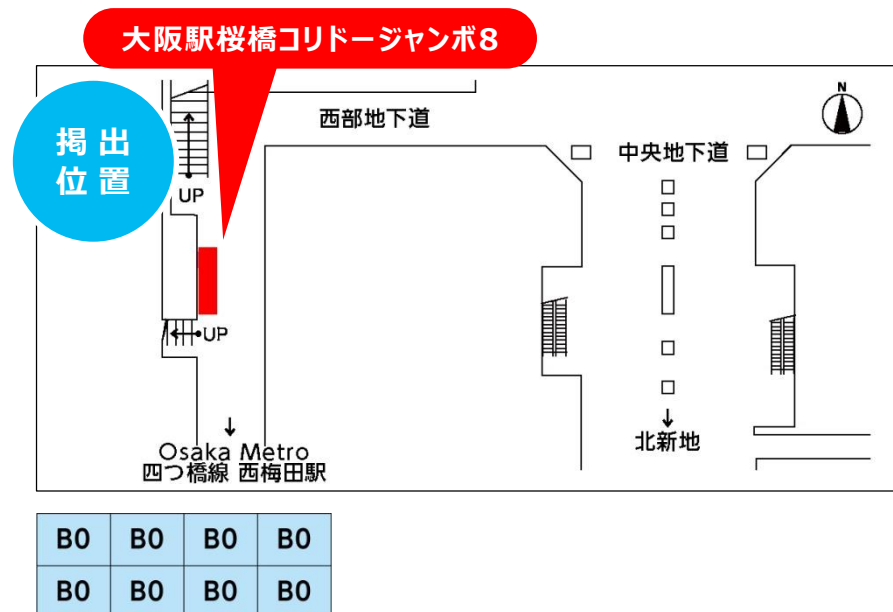 大阪駅桜橋コリドージャンボ8
掲出
位置
西部地下道
N
中央地下道
UP
UP
Osaka Metro
四つ橋線 西梅田駅
北新地
B0 B0 B0 B0
B0 B0 B0 B0